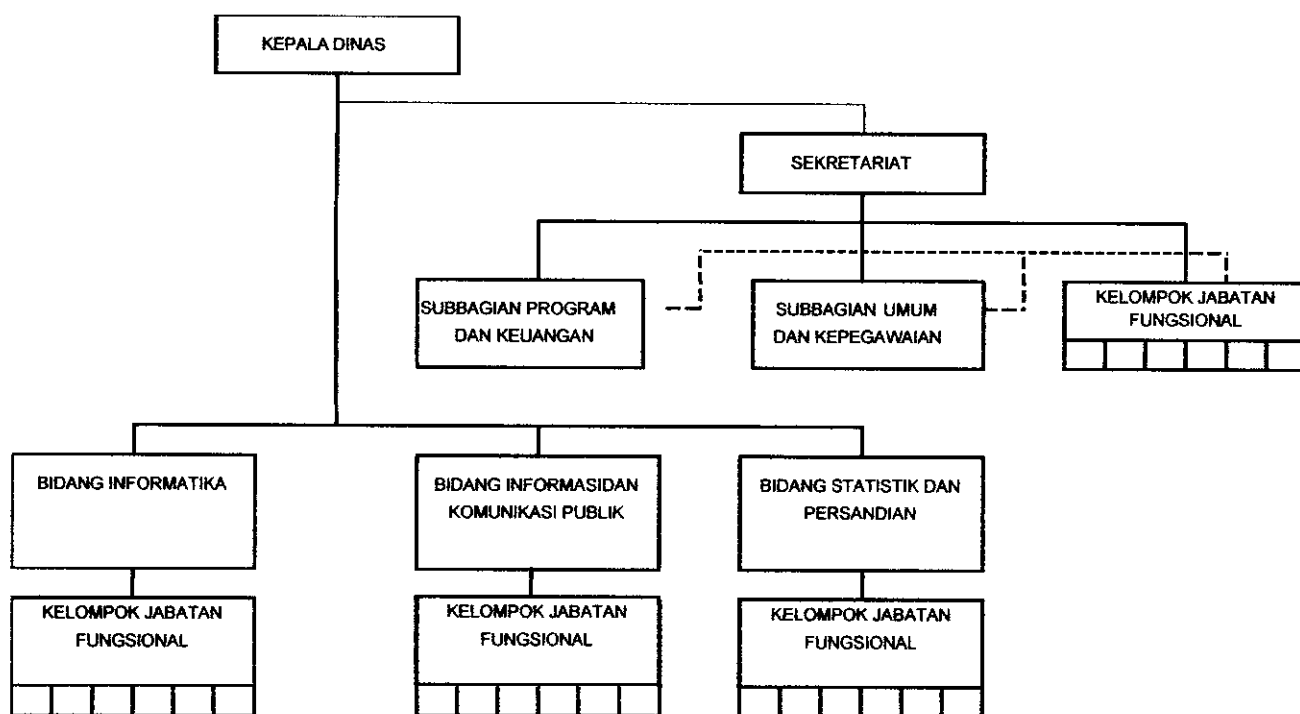 KEPALA DINAS
SEKRETARIAT
SUBBAGIAN PROGRAM
DAN KEUANGAN
SUBBAGIAN UMUM
DAN KEPEGAWAIAN
KELOMPOK JABATAN
FUNGSIONAL
BIDANG INFORMATIKA
BIDANG INFORMASIDAN
KOMUNIKASI PUBLIK
BIDANG STATISTIK DAN
PERSANDIAN
KELOMPOK JABATAN
FUNGSIONAL
KELOMPOK JABATAN
FUNGSIONAL
KELOMPOK JABATAN
FUNGSIONAL